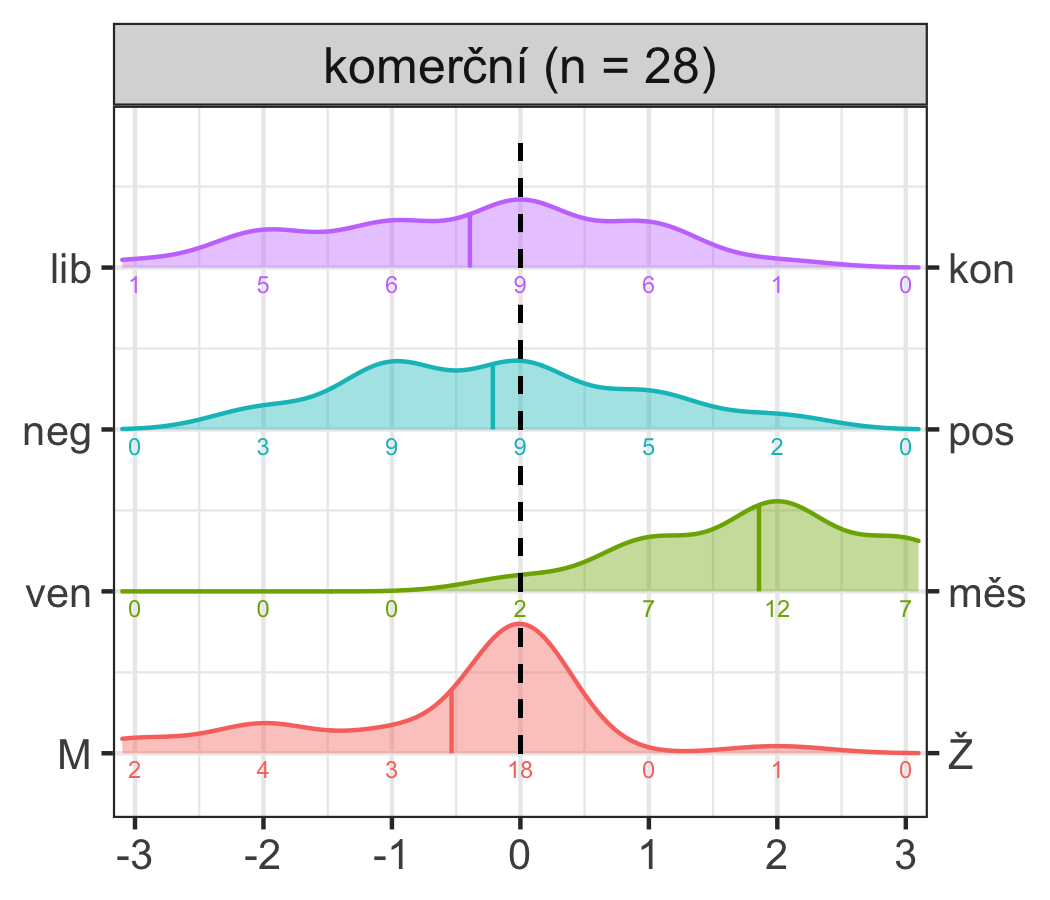 komerční (n = 28)
lib kon
1 5 6 9 6 1 0
neg pos
0 3 9 9 5 2 0
ven měs
0 0 0 2 7 12 7
M Ž
2 4 3 18 0 1 0
-3 -2 -1 0 1 2 3